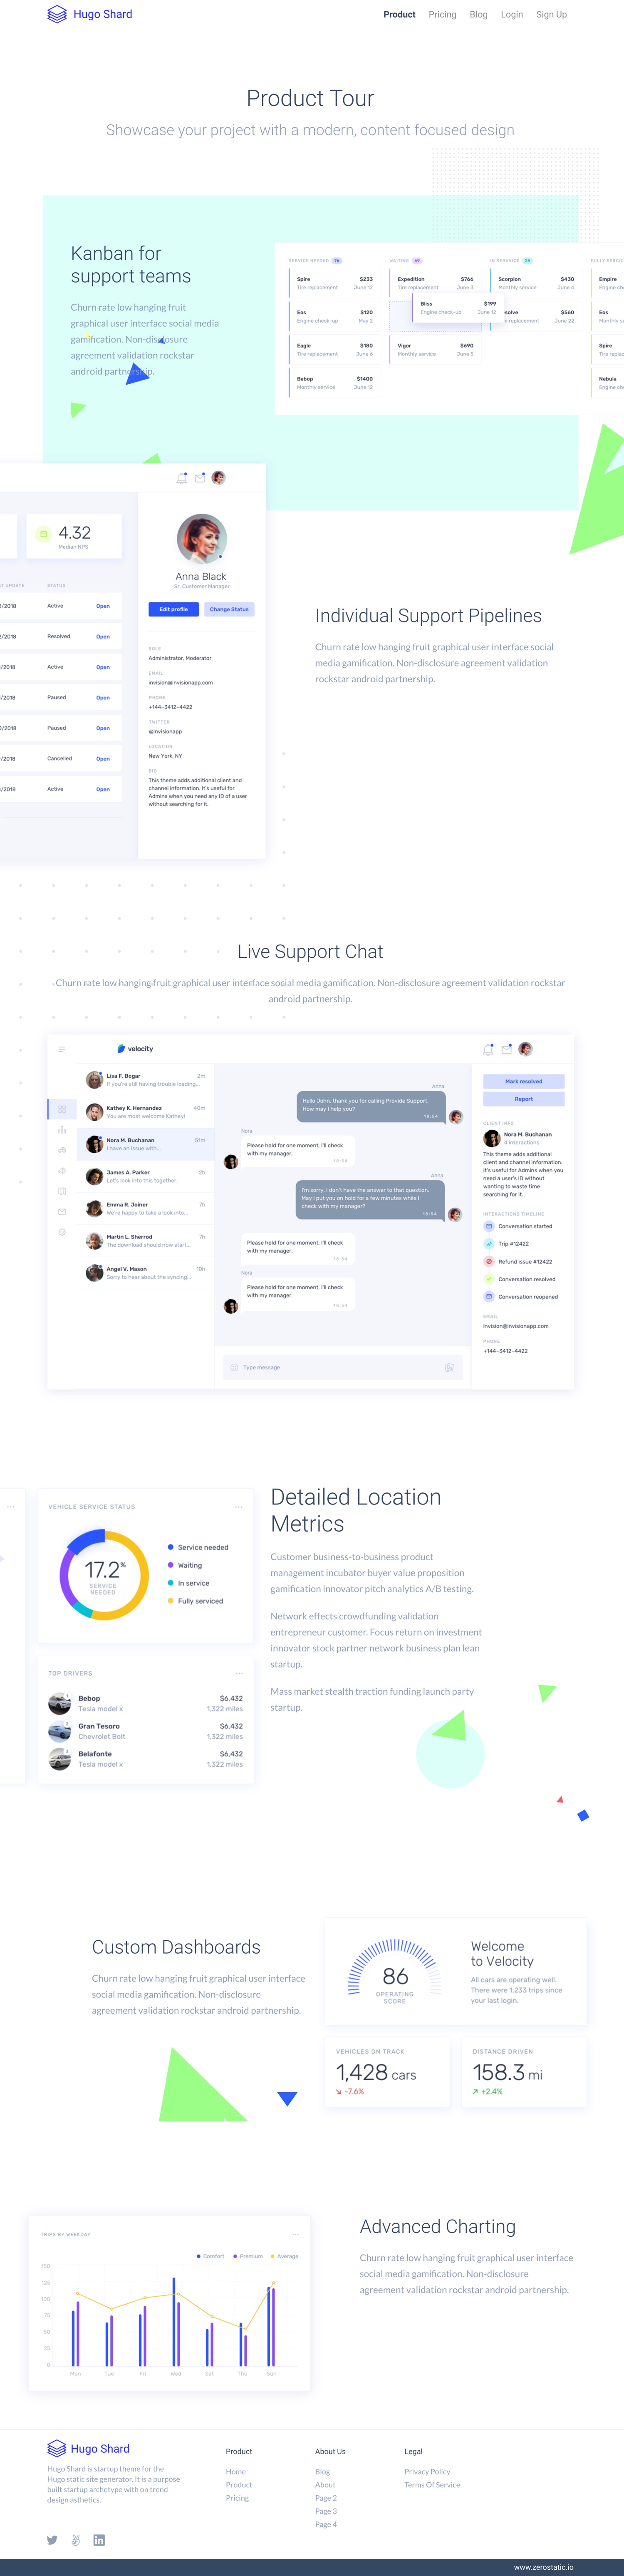 Hugo Shard
Product Pricing Blog Login Sign Up
Product Tour
Showcase your project with a modern, content focused design
Kanban for
support teams
Churn rate low hanging fruit
graphical user interface social media
gamification. Non-disclosure
agreement validation rockstar
android partnership.
SERVICE NEEDED
Spire $233
Tire replacement June 12
Eos $120
Engine check-up May 2
Eagle $180
Tire replacement June 6
Bebop $1400
Monthly service June 12
WAITING
Expedition $766
Tire replacement June 3
Bliss $199
Engine check-up June 12
Vigor $690
Monthly service June 5
IN SERVVICE
Scorpion $430
Monthly service June 4
solve $560
replacement June 22
FULLY SERVIC
Empire
Engine ch
Eos
Monthly s
Spire
Tire replac
Nebula
Engine ch
4.32
Median NPS
T UPDATE STATUS
/2018 Active Open
/2018 Resolved Open
/2018 Active Open
/2018 Paused Open
/2018 Paused Open
/2018 Cancelled Open
/2018 Active Open
Anna Black
Sr. Customer Manager
Edit profile Change Status
ROLE
Administrator, Moderator
EMAIL
invision@invisionapp.com
PHONE
+144-3412-4422
TWITTER
@invisionapp
LOCATION
New York, NY
BIO
This theme adds additional client and
channel information. It's useful for
Admins when you need any ID of a user
without searching for it.
Individual Support Pipelines
Churn rate low hanging fruit graphical user interface social
media gamification. Non-disclosure agreement validation
rockstar android partnership.
Live Support Chat
Churn rate low hanging fruit graphical user interface social media gamification. Non-disclosure agreement validation rockstar
android partnership.
velocity
Lisa F. Bogar 2m
If you're still having trouble loading...
Kathey K. Hernandez 40m
You are most welcome Kathey!
Nora M. Buchanan 51m
I have an issue with...
James A. Parker 2h
Let's look into this together.
Emma R. Joiner 7h
We're happy to take a look into...
Martin L. Sherrod 7h
The download should now start...
Angel V. Mason 10h
Sorry to hear about the syncing...
Anna
Hello John, thank you for calling Provide Support.
How may I help you?
18:54
Nora
Please hold for one moment, I'll check
with my manager.
18:54
Anna
I'm sorry, I don't have the answer to that question.
May I put you on hold for a few minutes while I
check with my manager?
18:54
Please hold for one moment, I'll check
with my manager.
18:54
Nora
Please hold for one moment, I'll check
with my manager.
18:54
Type message
Mark resolved
Report
CLIENT INFO
Nora M. Buchanan
4 interactions
This theme adds additional
client and channel information.
It's useful for Admins when you
need a user's ID without
wanting to waste time
searching for it.
INTERACTIONS TIMELINE
Conversation started
Trip #12422
Refund issue #12422
Conversation resolved
Conversation reopened
EMAIL
invision@invisionapp.com
PHONE
+144-3412-4422
VEHICLE SERVICE STATUS
17.2%
SERVICE
NEEDED
Service needed
Waiting
In service
Fully serviced
TOP DRIVERS
Bebop $6,432
Tesla model x 1,322 miles
Gran Tesoro $6,432
Chevrolet Bolt 1,322 miles
Belafonte $6,432
Tesla model x 1,322 miles
Detailed Location
Metrics
Customer business-to-business product
management incubator buyer value proposition
gamification innovator pitch analytics A/B testing.
Network effects crowdfunding validation
entrepreneur customer. Focus return on investment
innovator stock partner network business plan lean
startup.
Mass market stealth traction funding launch party
startup.
Custom Dashboards
Churn rate low hanging fruit graphical user interface
social media gamification. Non-disclosure
agreement validation rockstar android partnership.
86
OPERATING
SCORE
Welcome
to Velocity
All cars are operating well.
There were 1,233 trips since
your last login.
VEHICLES ON TRACK
1,428 cars
-7.6%
DISTANCE DRIVEN
158.3 mi
+2,4%
TRIPS BY WEEKDAY
Comfort Premium Average
150
125
100
75
50
25
0
Mon Tue Fri Wed Sat Thu Sun
Advanced Charting
Churn rate low hanging fruit graphical user interface
social media gamification. Non-disclosure
agreement validation rockstar android partnership.
Hugo Shard
Hugo Shard is startup theme for the
Hugo static site generator. It is a purpose
built startup archetype with on trend
design asthetics.
Product
Home
Product
Pricing
About Us
Blog
About
Page 2
Page 3
Page 4
Legal
Privacy Policy
Terms Of Service
www.zerostatic.io